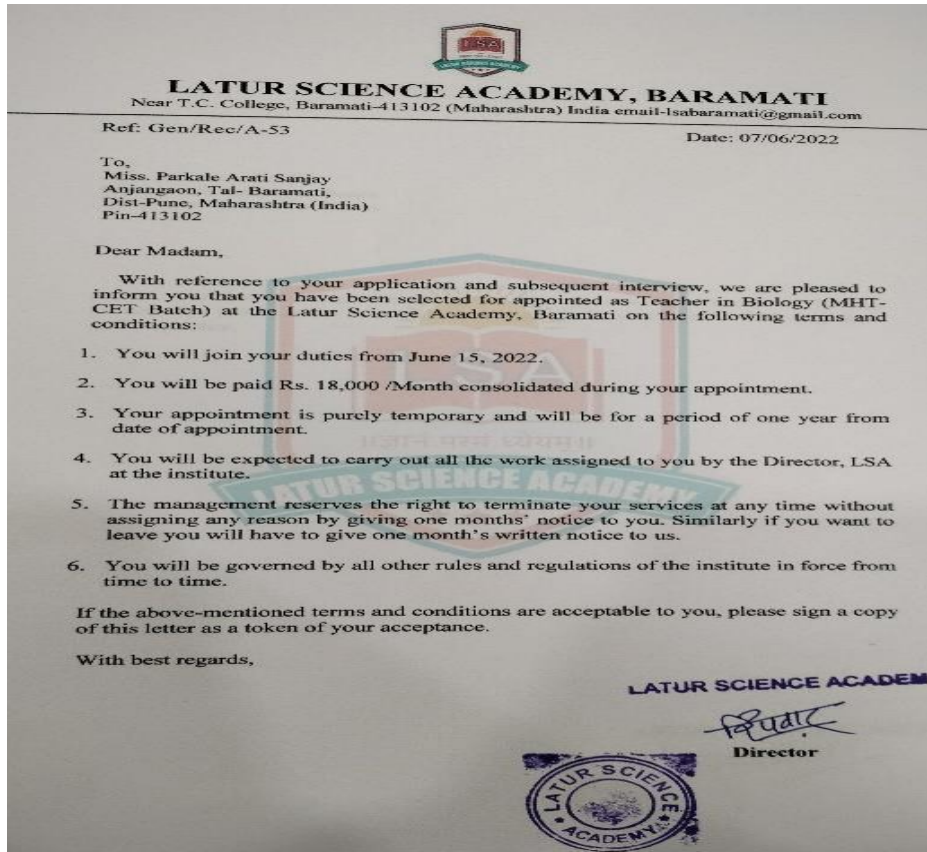 LSA
LATUR SCIENCE ACADEMY
LATUR SCIENCE ACADEMY, BARAMATI
Near T.C. College, Baramati-413102 (Maharashtra) India email-lsabaramati@gmail.com
Ref: Gen/Rec/A-53
Date: 07/06/2022
To,
Miss. Parkale Arati Sanjay
Anjangaon, Tal- Baramati,
Dist-Pune, Maharashtra (India)
Pin-413102
Dear Madam,
With reference to your application and subsequent interview, we are pleased to
inform you that you have been selected for appointed as Teacher in Biology (MHT-
CET Batch) at the Latur Science Academy, Baramati on the following terms and
conditions:
1. You will join your duties from June 15, 2022.
2. You will be paid Rs. 18,000 /Month consolidated during your appointment.
3. Your appointment is purely temporary and will be for a period of one year from
date of appointment.
4. You will be expected to carry out all the work assigned to you by the Director, LSA
at the institute.
5. The management reserves the right to terminate your services at any time without
assigning any reason by giving one months' notice to you. Similarly if you want to
leave you will have to give one month's written notice to us.
6. You will be governed by all other rules and regulations of the institute in force from
time to time.
If the above-mentioned terms and conditions are acceptable to you, please sign a copy
of this letter as a token of your acceptance.
With best regards,
LSA
LATUR SCIENCE ACADEMY
LATUR SCIENCE ACADEM
Director
LATUR SCIENCE
ACADEMY